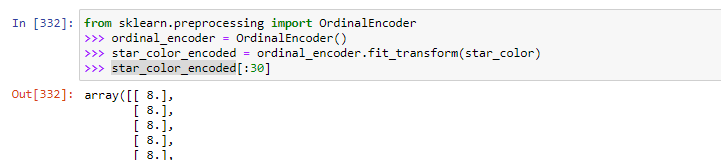 In [332]: from sklearn.preprocessing import OrdinalEncoder
>>> ordinal_encoder = OrdinalEncoder()
>>> star_color_encoded = ordinal_encoder.fit_transform(star_color)
>>> star_color_encoded[:30]
Out[332]: array([[ 8.],
[ 8.],
[ 8.],
[ 8.],
[ 8.],